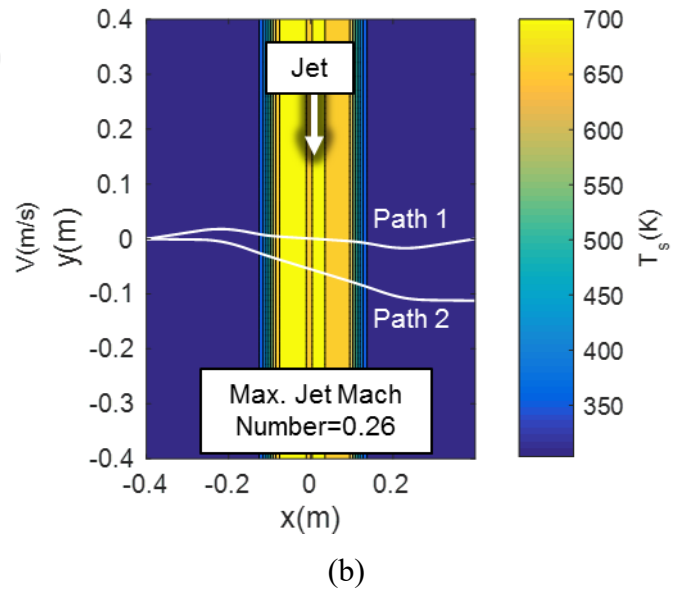 0.4
0.3
0.2
0.1
0
-0.1
-0.2
-0.3
-0.4
V(m/s)
y(m)
Jet
Path 1
Path 2
Max. Jet Mach
Number=0.26
-0.4
-0.2
0
0.2
x(m)
700
650
600
550
500
450
400
350
T_s(K)
(b)